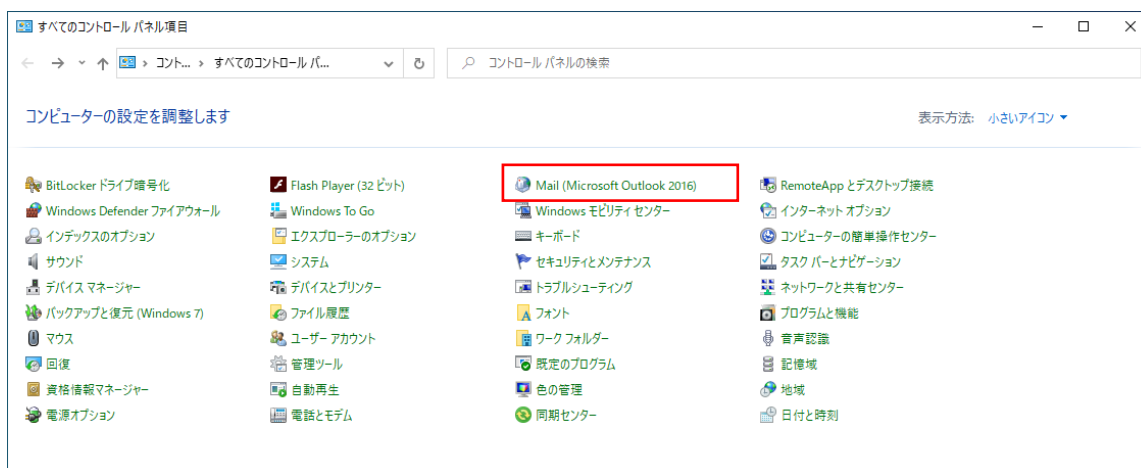 すべてのコントロール パネル項目
コント... › すべてのコントロール パ...
コントロール パネルの検索
コンピューターの設定を調整します
表示方法: 小さいアイコン
BitLocker ドライブ暗号化
Flash Player (32 ビット)
Mail (Microsoft Outlook 2016)
RemoteApp とデスクトップ接続
Windows Defender ファイアウォール
Windows To Go
Windows モビリティ センター
インターネット オプション
インデックスのオプション
エクスプローラーのオプション
キーボード
コンピューターの簡単操作センター
サウンド
システム
セキュリティとメンテナンス
タスク バーとナビゲーション
デバイス マネージャー
デバイスとプリンター
トラブルシューティング
ネットワークと共有センター
バックアップと復元 (Windows 7)
ファイル履歴
フォント
プログラムと機能
マウス
ユーザー アカウント
ワーク フォルダー
音声認識
回復
管理ツール
既定のプログラム
記憶域
資格情報マネージャー
自動再生
色の管理
地域
電源オプション
電話とモデム
同期センター
日付と時刻